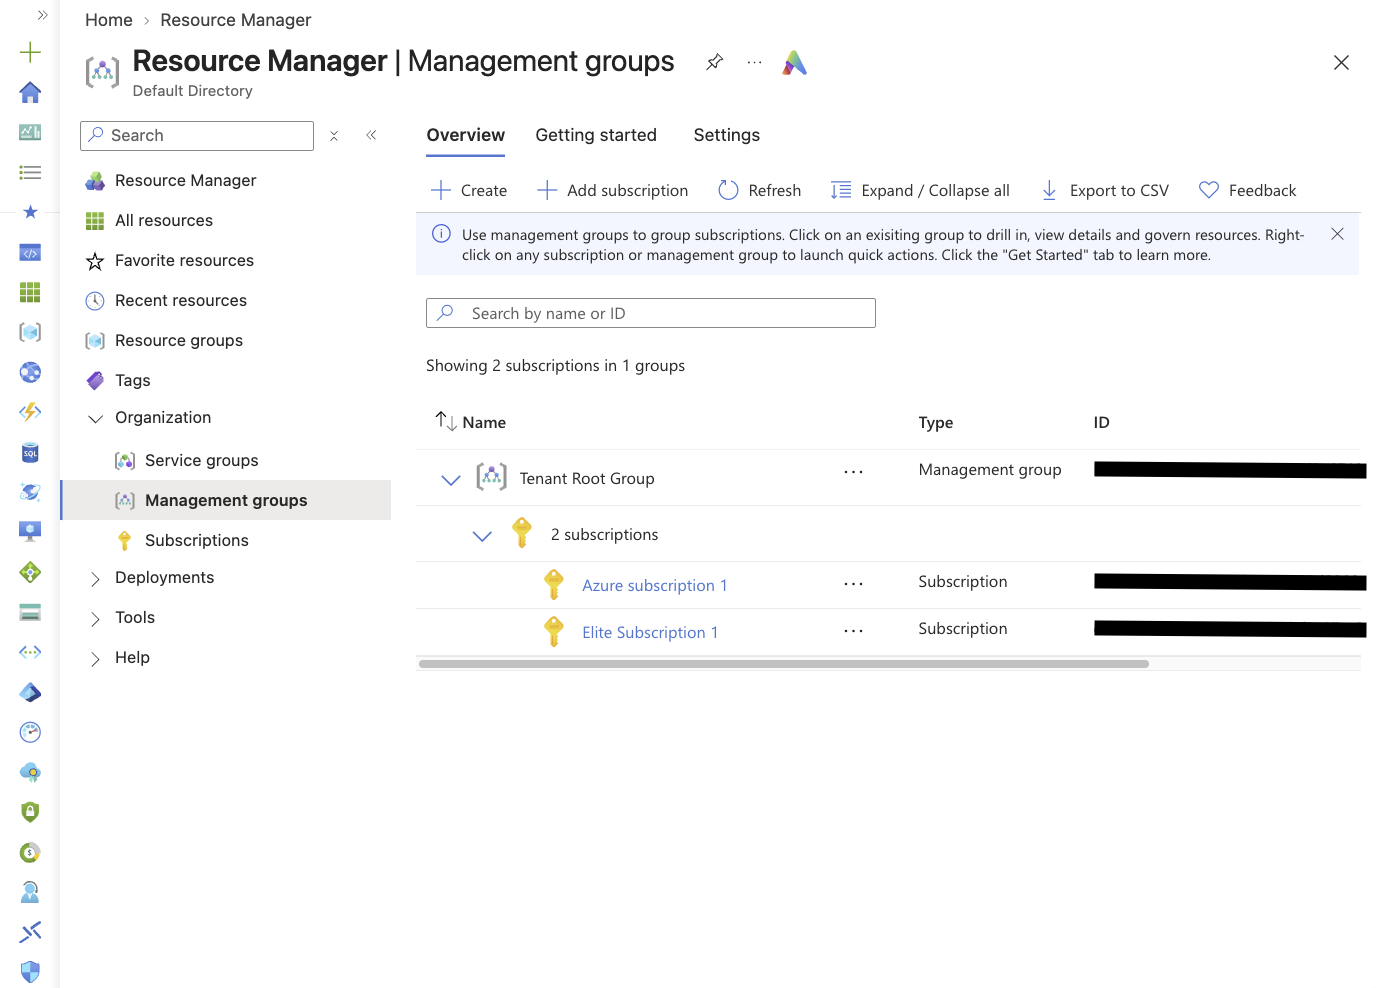 Home > Resource Manager
Resource Manager | Management groups
Default Directory
Search
Resource Manager
All resources
Favorite resources
Recent resources
Resource groups
Tags
Organization
Service groups
Management groups
Subscriptions
Deployments
Tools
Help
Overview Getting started Settings
Create Add subscription Refresh Expand / Collapse all Export to CSV Feedback
Use management groups to group subscriptions. Click on an exisiting group to drill in, view details and govern resources. Right-
click on any subscription or management group to launch quick actions. Click the "Get Started" tab to learn more.
Search by name or ID
Showing 2 subscriptions in 1 groups
Name Type ID
Tenant Root Group ... Management group
2 subscriptions
Azure subscription 1 ... Subscription
Elite Subscription 1 ... Subscription